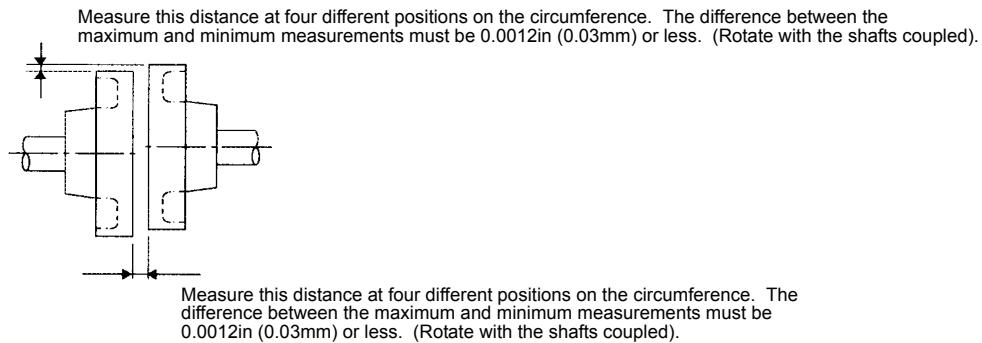 Measure this distance at four different positions on the circumference.  The difference between the
maximum and minimum measurements must be 0.0012in (0.03mm) or less.  (Rotate with the shafts coupled).
Measure this distance at four different positions on the circumference.  The
difference between the maximum and minimum measurements must be
0.0012in (0.03mm) or less.  (Rotate with the shafts coupled).